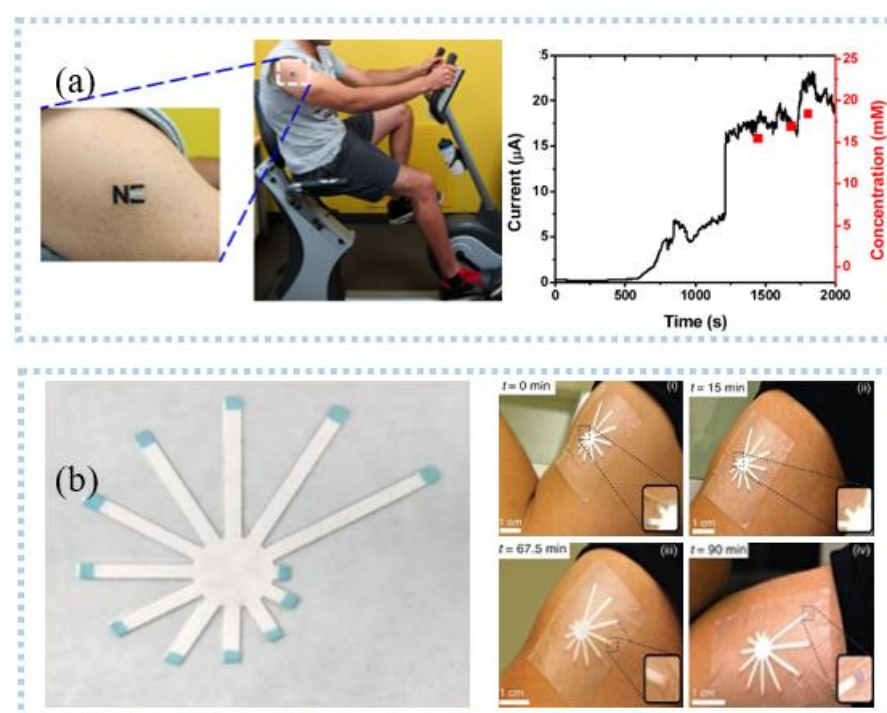 (a)
Current (μA)
20
15
10
5
0
0
500
1000
1500
2000
Time (s)
25
20
15
10
5
0
Concentration (mM)
(b)
t = 0 min
(i)
1 cm
t = 15 min
(ii)
1 cm
t = 67.5 min
(iii)
1 cm
t = 90 min
(iv)
1 cm